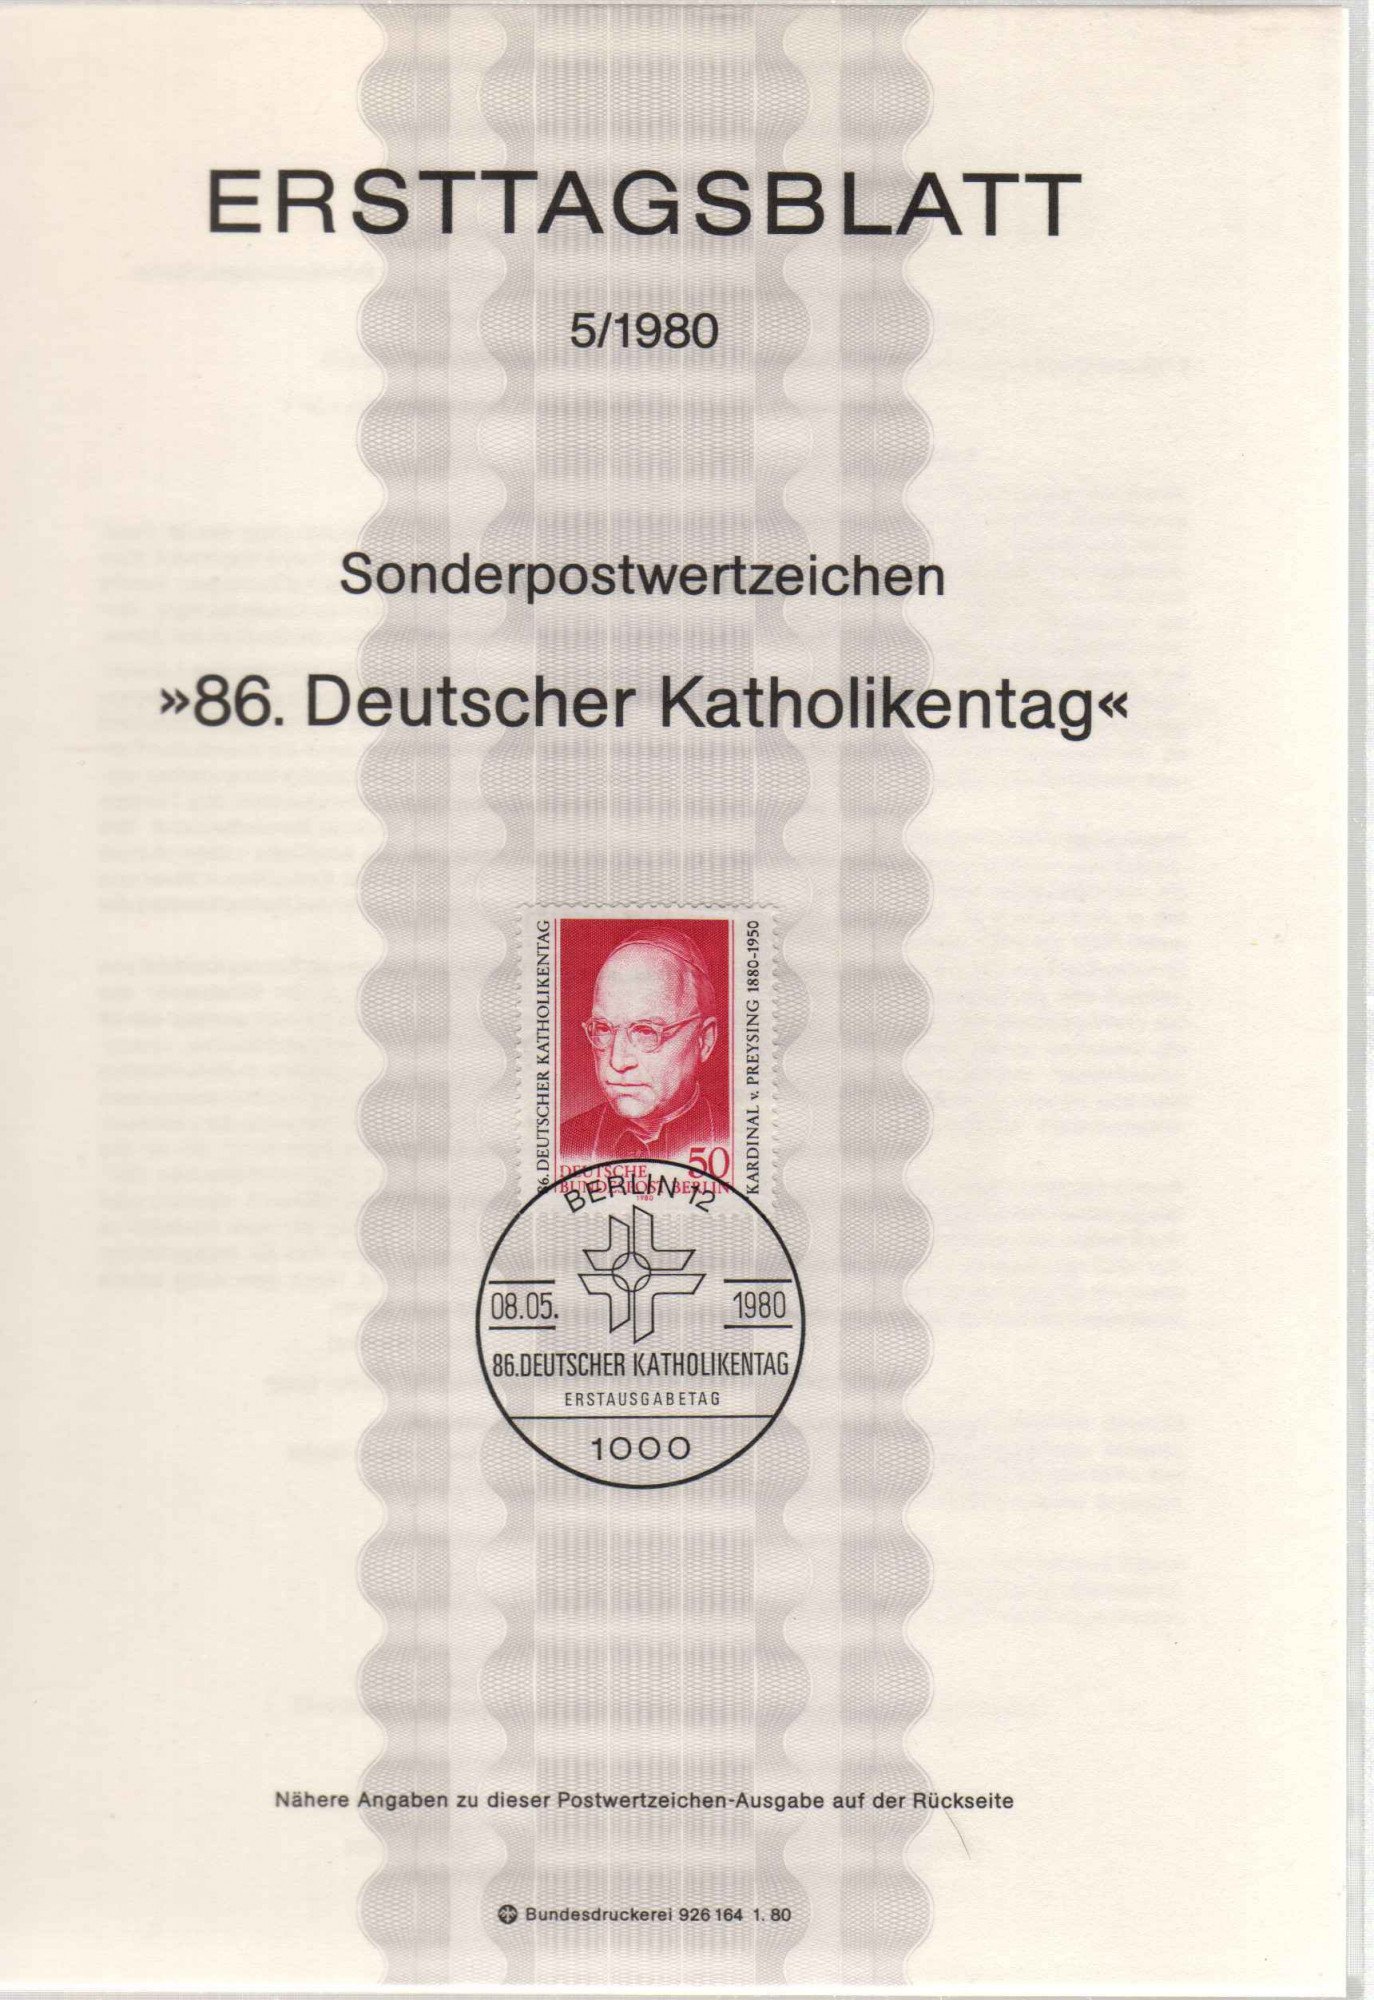 ERSTTAGSBLATT
5/1980
Sonderpostwertzeichen
»86. Deutscher Katholikentag«
86. DEUTSCHER KATHOLIKENTAG
KARDINAL v. PREYSING 1880-1950
50
DEUTSCHE
BUNDESPOST BERLIN
1980
BERLIN 12
08.05. 1980
86.DEUTSCHER KATHOLIKENTAG
ERSTAUSGABETAG
1000
Nähere Angaben zu dieser Postwertzeichen-Ausgabe auf der Rückseite
Bundesdruckerei 926 164 1. 80